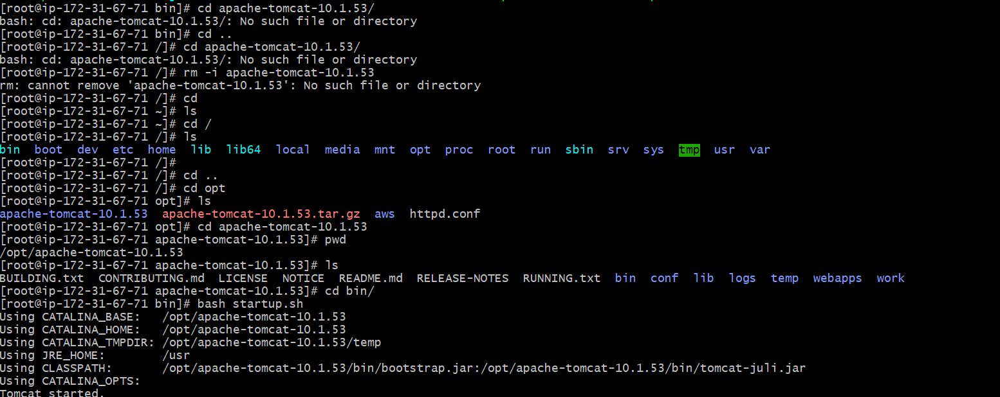 [root@ip-172-31-67-71 bin]# cd apache-tomcat-10.1.53/
bash: cd: apache-tomcat-10.1.53/: No such file or directory
[root@ip-172-31-67-71 bin]# cd ..
[root@ip-172-31-67-71 /]# cd apache-tomcat-10.1.53/
bash: cd: apache-tomcat-10.1.53/: No such file or directory
[root@ip-172-31-67-71 /]# rm -i apache-tomcat-10.1.53
rm: cannot remove 'apache-tomcat-10.1.53': No such file or directory
[root@ip-172-31-67-71 /]# cd
[root@ip-172-31-67-71 ~]# ls
[root@ip-172-31-67-71 ~]# cd /
[root@ip-172-31-67-71 /]# ls
bin  boot  dev  etc  home  lib  lib64  local  media  mnt  opt  proc  root  run  sbin  srv  sys  tmp  usr  var
[root@ip-172-31-67-71 /]#
[root@ip-172-31-67-71 /]# cd ..
[root@ip-172-31-67-71 /]# cd opt
[root@ip-172-31-67-71 opt]# ls
apache-tomcat-10.1.53  apache-tomcat-10.1.53.tar.gz  aws  httpd.conf
[root@ip-172-31-67-71 opt]# cd apache-tomcat-10.1.53
[root@ip-172-31-67-71 apache-tomcat-10.1.53]# pwd
/opt/apache-tomcat-10.1.53
[root@ip-172-31-67-71 apache-tomcat-10.1.53]# ls
BUILDING.txt  CONTRIBUTING.md  LICENSE  NOTICE  README.md  RELEASE-NOTES  RUNNING.txt  bin  conf  lib  logs  temp  webapps  work
[root@ip-172-31-67-71 apache-tomcat-10.1.53]# cd bin/
[root@ip-172-31-67-71 bin]# bash startup.sh
Using CATALINA_BASE:   /opt/apache-tomcat-10.1.53
Using CATALINA_HOME:   /opt/apache-tomcat-10.1.53
Using CATALINA_TMPDIR: /opt/apache-tomcat-10.1.53/temp
Using JRE_HOME:        /usr
Using CLASSPATH:       /opt/apache-tomcat-10.1.53/bin/bootstrap.jar:/opt/apache-tomcat-10.1.53/bin/tomcat-juli.jar
Using CATALINA_OPTS:
Tomcat started.